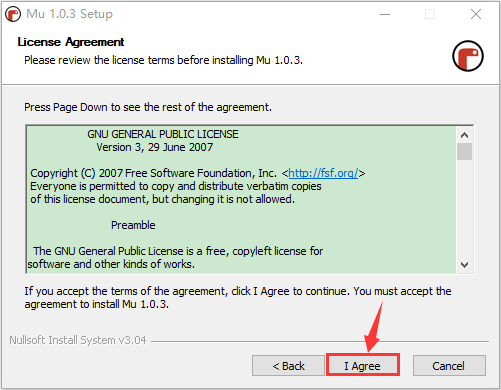 Mu 1.0.3 Setup
License Agreement
Please review the license terms before installing Mu 1.0.3.
Press Page Down to see the rest of the agreement.
GNU GENERAL PUBLIC LICENSE
Version 3, 29 June 2007
Copyright (C) 2007 Free Software Foundation, Inc. <http://fsf.org/>
Everyone is permitted to copy and distribute verbatim copies
of this license document, but changing it is not allowed.
Preamble
The GNU General Public License is a free, copyleft license for
software and other kinds of works.
If you accept the terms of the agreement, click I Agree to continue. You must accept the
agreement to install Mu 1.0.3.
Nullsoft Install System v3.04
< Back I Agree Cancel